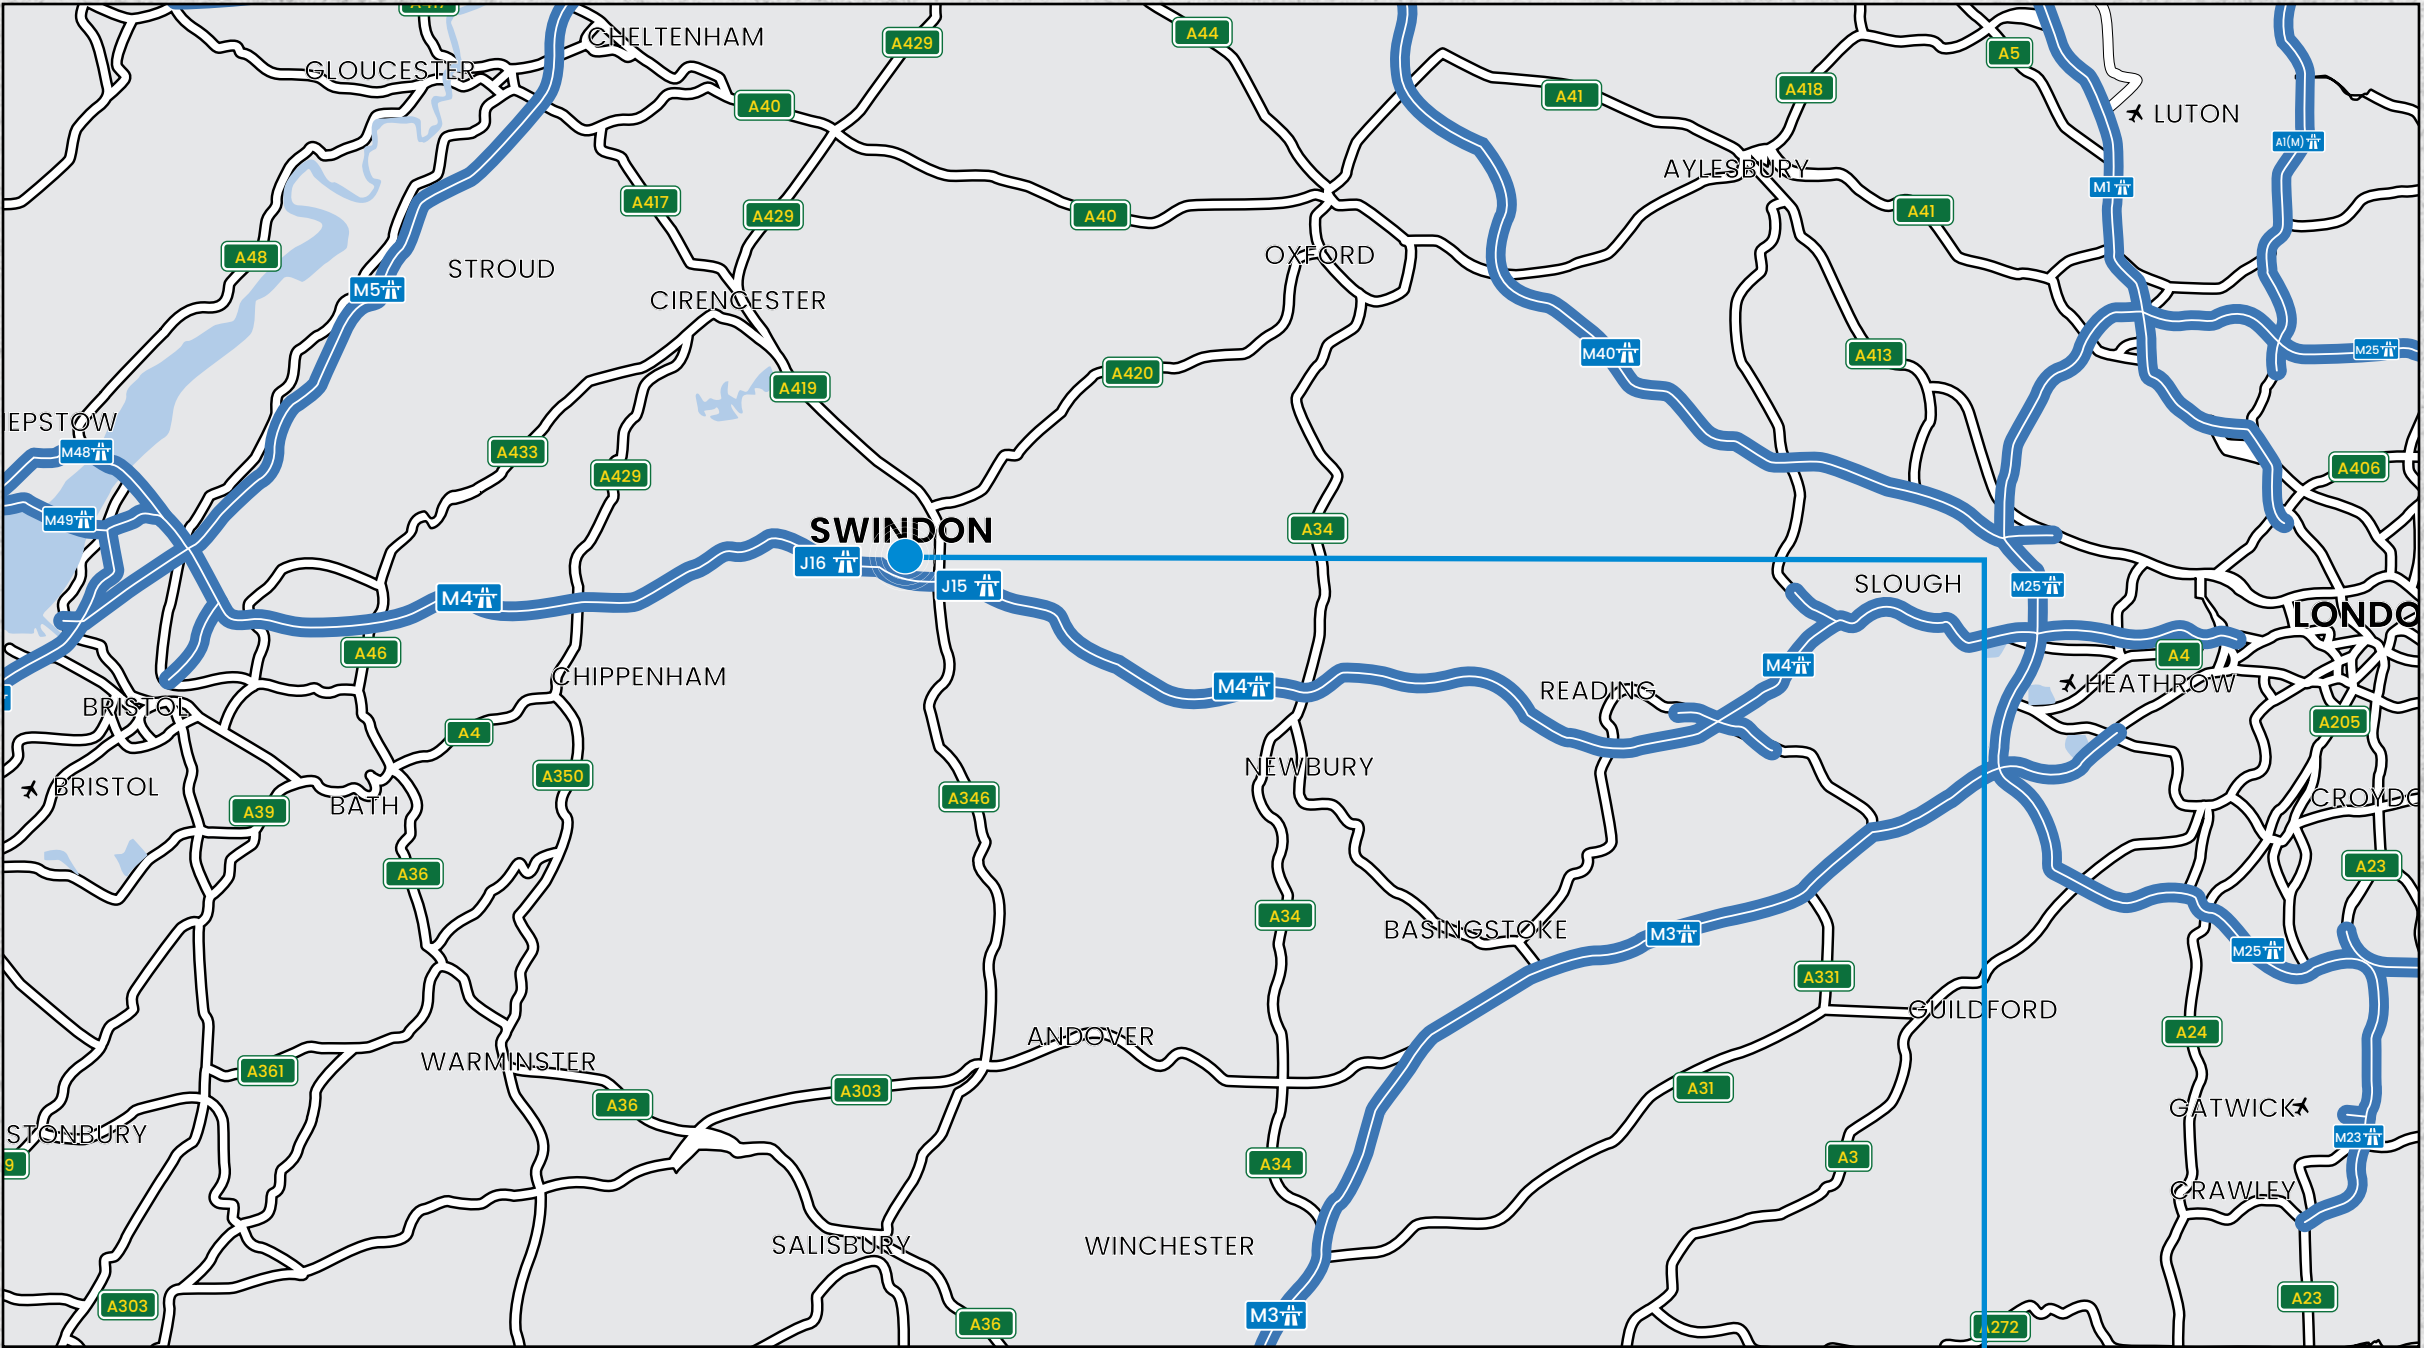 A417
CHELTENHAM
A429
A44
A5
GLOUCESTER
A40
A41
A418
LUTON
A1(M)
AYLESBURY
M1
A417
A429
A40
A41
A48
STROUD
OXFORD
M5
CIRENCESTER
M40
A413
M25
A420
A419
IEPSTOW
M48
A433
A429
A406
M49
SWINDON
A34
J16
J15
M4
SLOUGH
M25
LONDO
A46
A4
M4
CHIPPENHAM
M4
READING
HEATHROW
BRISTOL
A4
A205
NEWBURY
A350
BRISTOL
A346
CROYDO
BATH
A39
A36
A23
A34
BASINGSTOKE
M3
M25
A331
GUILDFORD
ANDOVER
A24
WARMINSTER
A361
A303
A31
A36
GATWICK
STONBURY
M23
9
A34
A3
CRAWLEY
SALISBURY
WINCHESTER
A303
A23
M3
A36
A272